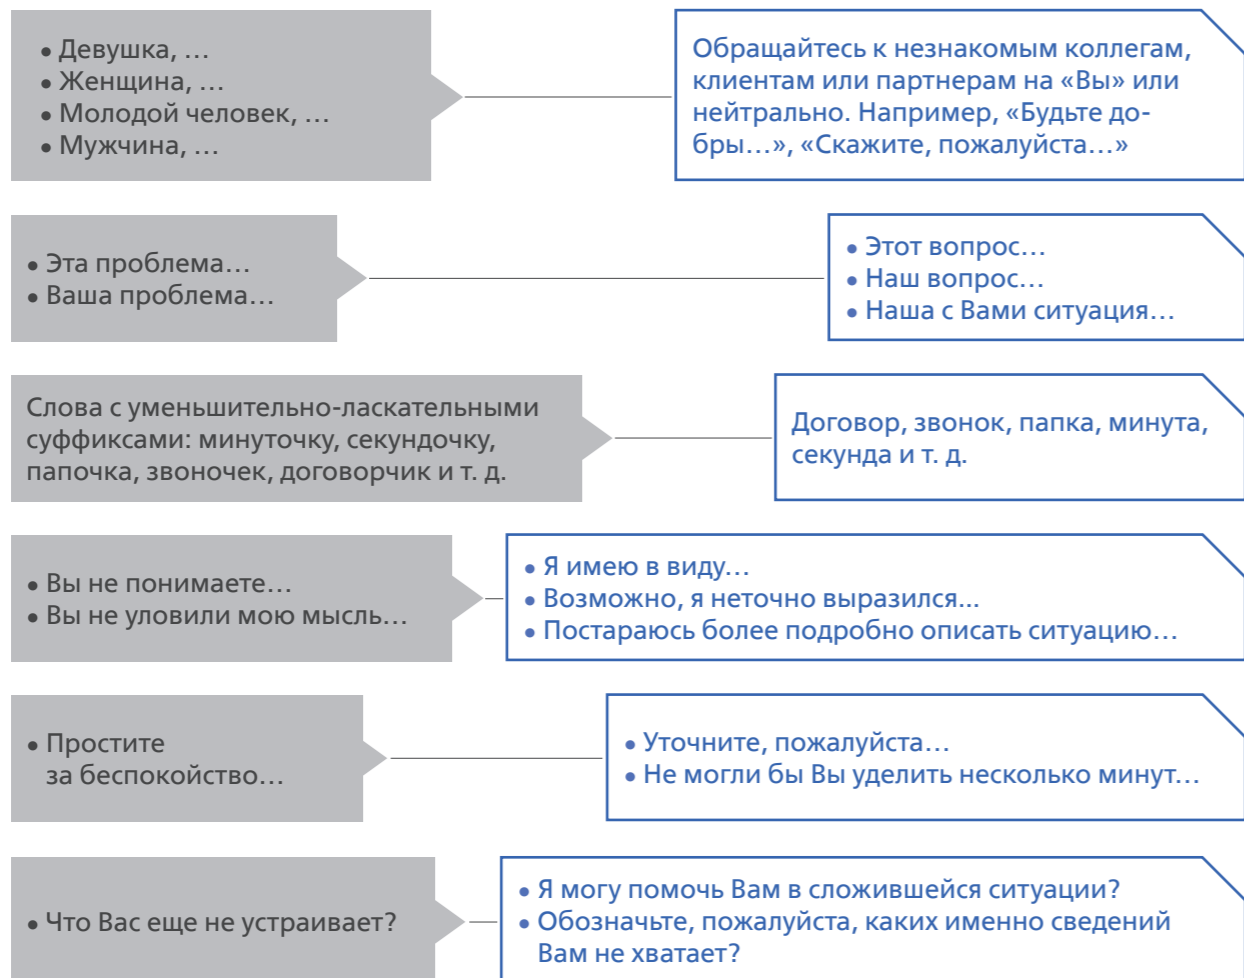 • Девушка, …
• Женщина, …
• Молодой человек, …
• Мужчина, …
Обращайтесь к незнакомым коллегам,
клиентам или партнерам на «Вы» или
нейтрально. Например, «Будьте до-
бры…», «Скажите, пожалуйста…»
• Эта проблема…
• Ваша проблема…
• Этот вопрос…
• Наш вопрос…
• Наша с Вами ситуация…
Слова с уменьшительно-ласкательными
суффиксами: минуточку, секундочку,
папочка, звоночек, договорчик и т. д.
Договор, звонок, папка, минута,
секунда и т. д.
• Вы не понимаете…
• Вы не уловили мою мысль…
• Я имею в виду…
• Возможно, я неточно выразился...
• Постараюсь более подробно описать ситуацию…
• Простите
за беспокойство…
• Уточните, пожалуйста…
• Не могли бы Вы уделить несколько минут…
• Что Вас еще не устраивает?
• Я могу помочь Вам в сложившейся ситуации?
• Обозначьте, пожалуйста, каких именно сведений
Вам не хватает?